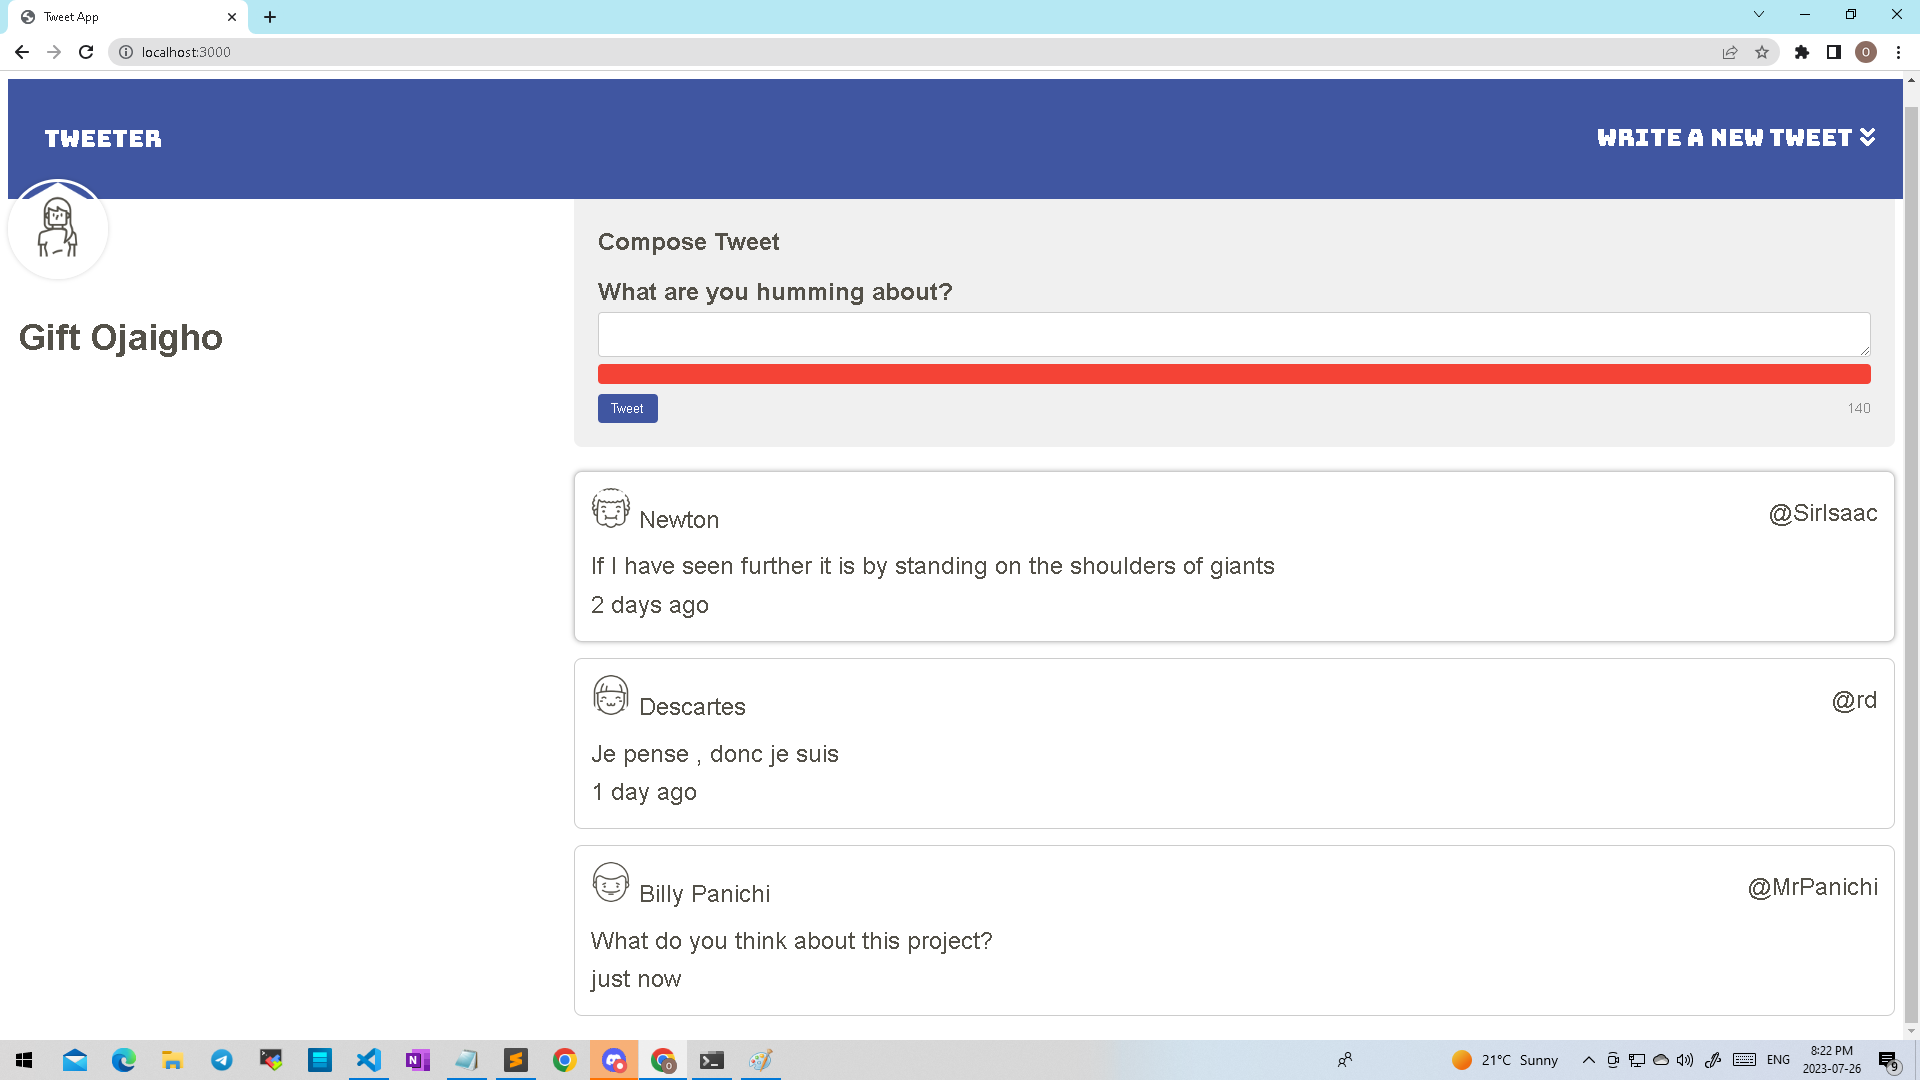 Tweet App
localhost:3000
O
TWEETER
WRITE A NEW TWEET
Gift Ojaigho
Compose Tweet
What are you humming about?
Tweet
140
Newton
@SirIsaac
If I have seen further it is by standing on the shoulders of giants
2 days ago
Descartes
@rd
Je pense , donc je suis
1 day ago
Billy Panichi
@MrPanichi
What do you think about this project?
just now
21°C Sunny
ENG
8:22 PM
2023-07-26
9